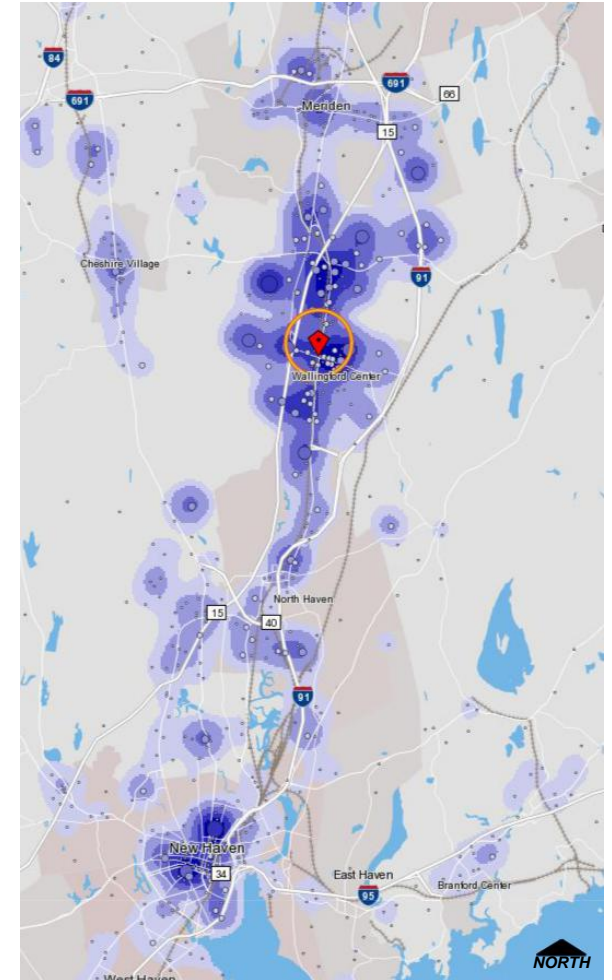 84
691
691
66
Meriden
15
Cheshire Village
91
Wallingford Center
North Haven
15
40
91
New Haven
34
East Haven
95
Branford Center
West Haven
NORTH